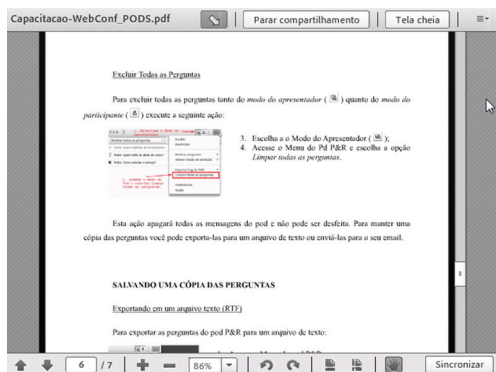 Capacitacao-WebConf_PODS.pdf
Parar compartilhamento
Tela cheia
Excluir Todas as Perguntas
Para excluir todas as perguntas tanto do modo do apresentador ( ) quanto do modo do
participante ( ) execute a seguinte ação:
3. Escolha a o Modo do Apresentador ( );
4. Acesse o Menu do Pd P&R e escolha a opção
Limpar todas as perguntas.
Esta ação apagará todas as mensagens do pod e não pode ser desfeita. Para manter uma
cópia das perguntas você pode exporta-las para um arquivo de texto ou enviá-las para o seu email.
SALVANDO UMA CÓPIA DAS PERGUNTAS
Exportando em um arquivo texto (RTF)
Para exportar as perguntas do pod P&R para um arquivo de texto:
6 / 7
86%
Sincronizar